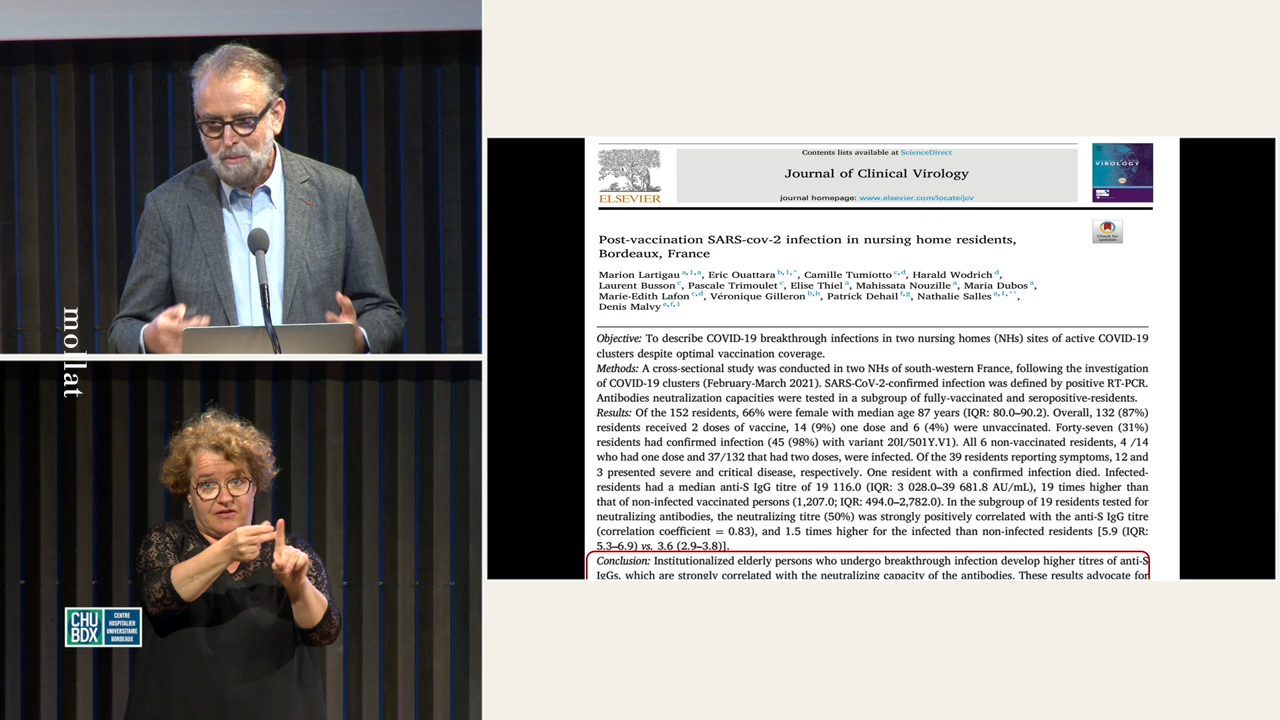 mollat
CHU
BDX
CENTRE
HOSPITALIER
UNIVERSITAIRE
BORDEAUX
Contents lists available at ScienceDirect
Journal of Clinical Virology
journal homepage: www.elsevier.com/locate/jcv
ELSEVIER
VIROLOGY
Check for
updates
Post-vaccination SARS-cov-2 infection in nursing home residents,
Bordeaux, France
Marion Lartigau a,1,a, Eric Ouattara b,1,*, Camille Tumiotto c,d, Harald Wodrich d,
Laurent Busson c, Pascale Trimoulet c, Elise Thiel a, Mahissata Nouzille a, Maria Dubos a,
Marie-Edith Lafon c,d, Véronique Gilleron b,h, Patrick Dehail f,g, Nathalie Salles a,1,**,
Denis Malvy e,f,1
Objective: To describe COVID-19 breakthrough infections in two nursing homes (NHs) sites of active COVID-19
clusters despite optimal vaccination coverage.
Methods: A cross-sectional study was conducted in two NHs of south-western France, following the investigation
of COVID-19 clusters (February-March 2021). SARS-CoV-2-confirmed infection was defined by positive RT-PCR.
Antibodies neutralization capacities were tested in a subgroup of fully-vaccinated and seropositive-residents.
Results: Of the 152 residents, 66% were female with median age 87 years (IQR: 80.0–90.2). Overall, 132 (87%)
residents received 2 doses of vaccine, 14 (9%) one dose and 6 (4%) were unvaccinated. Forty-seven (31%)
residents had confirmed infection (45 (98%) with variant 20I/501Y.V1). All 6 non-vaccinated residents, 4 /14
who had one dose and 37/132 that had two doses, were infected. Of the 39 residents reporting symptoms, 12 and
3 presented severe and critical disease, respectively. One resident with a confirmed infection died. Infected-
residents had a median anti-S IgG titre of 19 116.0 (IQR: 3 028.0–39 681.8 AU/mL), 19 times higher than
that of non-infected vaccinated persons (1,207.0; IQR: 494.0–2,782.0). In the subgroup of 19 residents tested for
neutralizing antibodies, the neutralizing titre (50%) was strongly positively correlated with the anti-S IgG titre
(correlation coefficient = 0.83), and 1.5 times higher for the infected than non-infected residents [5.9 (IQR:
5.3–6.9) vs. 3.6 (2.9–3.8)].
Conclusion: Institutionalized elderly persons who undergo breakthrough infection develop higher titres of anti-S
IgGs, which are strongly correlated with the neutralizing capacity of the antibodies. These results advocate for